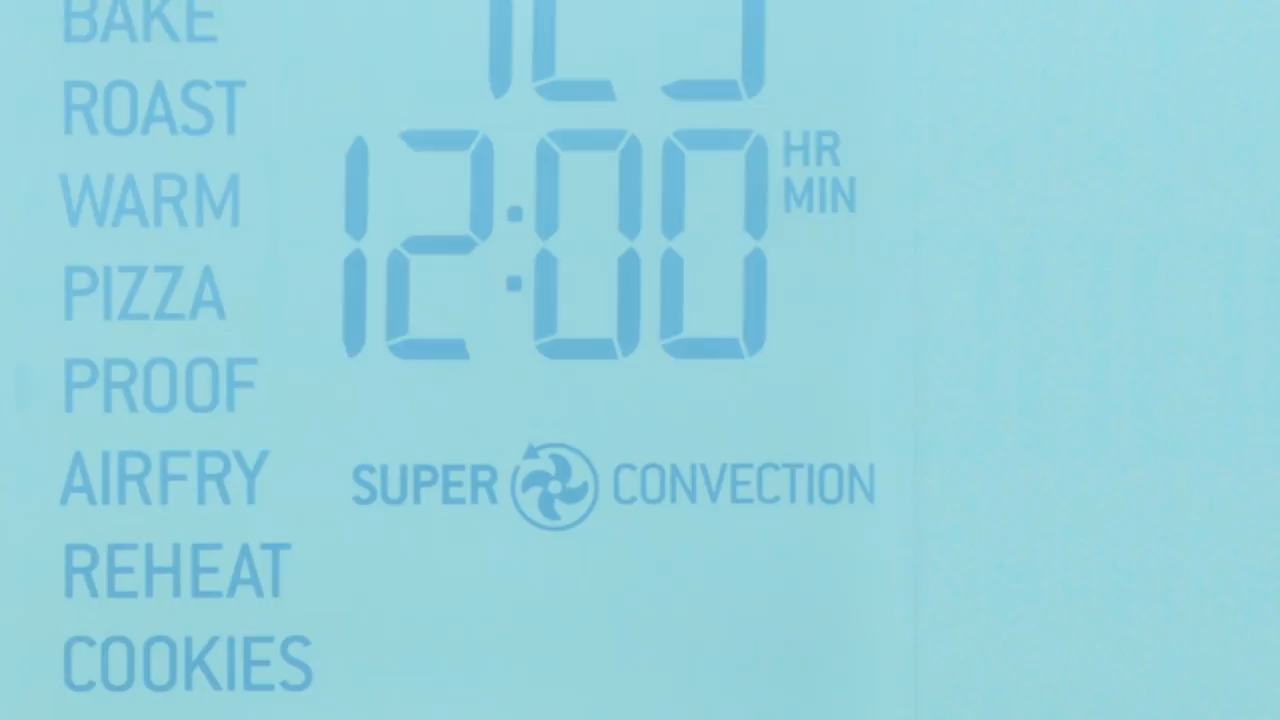 BAKE
ROAST
WARM
PIZZA
PROOF
AIRFRY
REHEAT
COOKIES
12:00 HR
MIN
SUPER CONVECTION